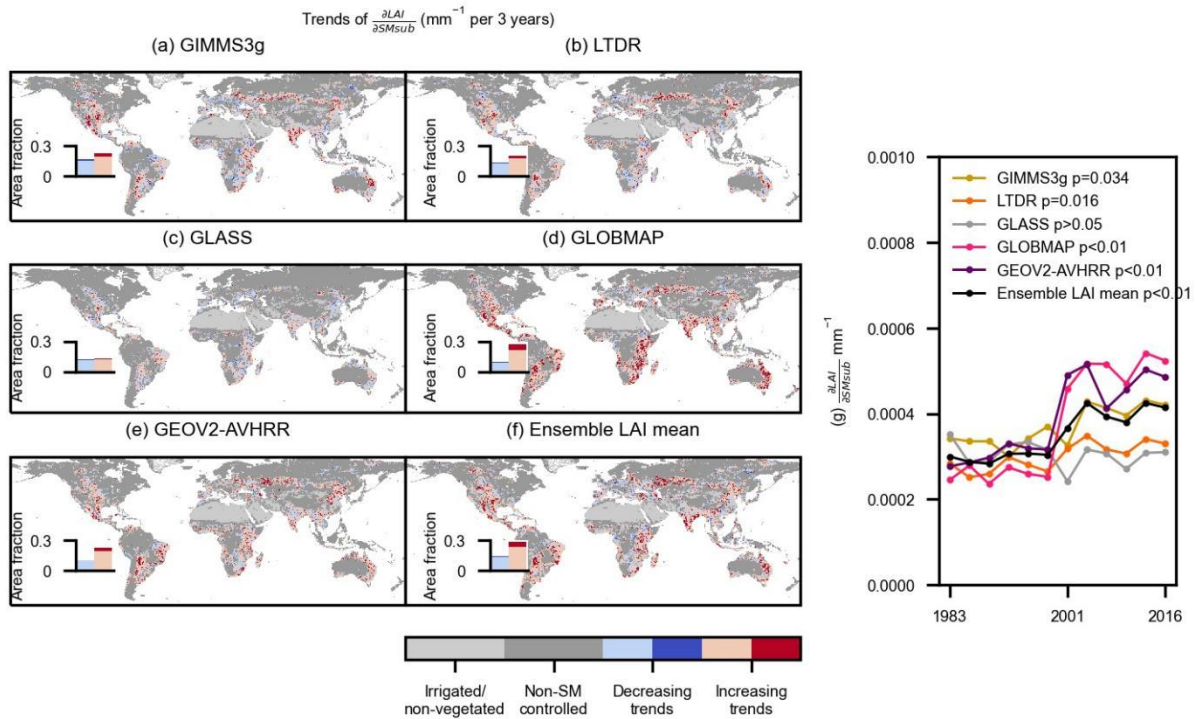 Trends of ∂LAI/∂SMsub (mm⁻¹ per 3 years)
(a) GIMMS3g
(b) LTDR
Area fraction
0.3
0
Area fraction
0.3
0
(c) GLASS
(d) GLOBMAP
Area fraction
0.3
0
Area fraction
0.3
0
(e) GEOV2-AVHRR
(f) Ensemble LAI mean
Area fraction
0.3
0
Area fraction
0.3
0
Irrigated/
non-vegetated
Non-SM
controlled
Decreasing
trends
Increasing
trends
(g) ∂LAI/∂SMsub mm⁻¹
0.0010
0.0008
0.0006
0.0004
0.0002
0.0000
GIMMS3g p=0.034
LTDR p=0.016
GLASS p>0.05
GLOBMAP p<0.01
GEOV2-AVHRR p<0.01
Ensemble LAI mean p<0.01
1983
2001
2016